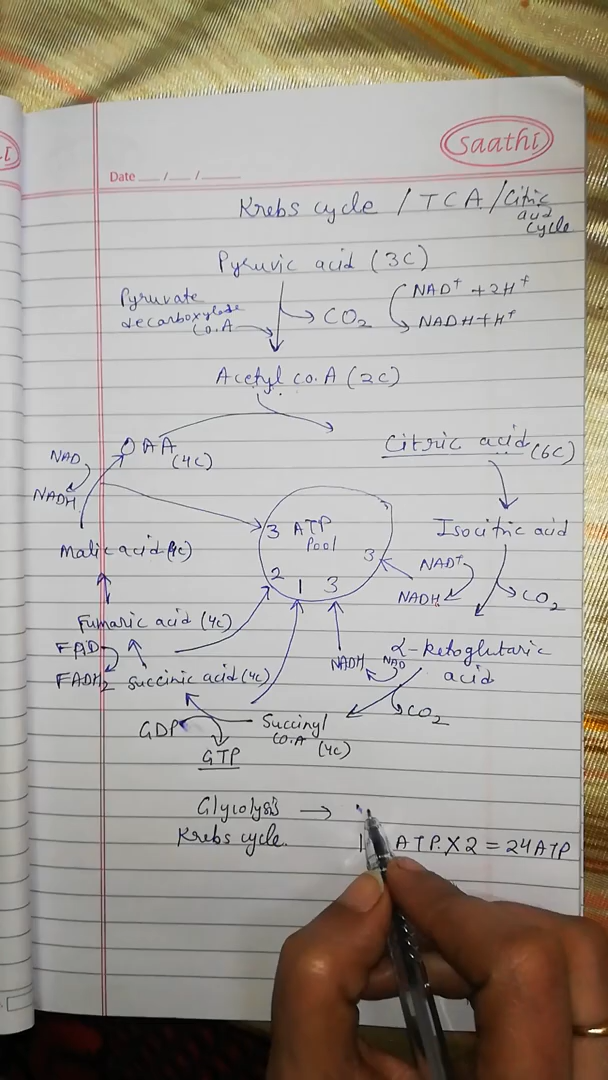 Saathi
Date __/__/____
Krebs cycle / TCA / Citric
acid
cycle
Pyruvic acid (3C)
Pyruvate
decarboxylase
CO.A
CO2
NAD+ + 2H+
NADH + H+
Acetyl CO.A (2C)
OAA
(4C)
Citric acid (6C)
NAD
NADH
3 ATP
Pool
3
2
1 3
Isocitric acid
Malic acid (4C)
NAD+
NADH
CO2
Fumaric acid (4C)
FAD
FADH2
Succinic acid (4C)
NADH
NAD
α-ketoglutaric
acid
CO2
GDP
GTP
Succinyl
CO.A (4C)
Glycolysis →
Krebs cycle.
ATP X 2 = 24 ATP